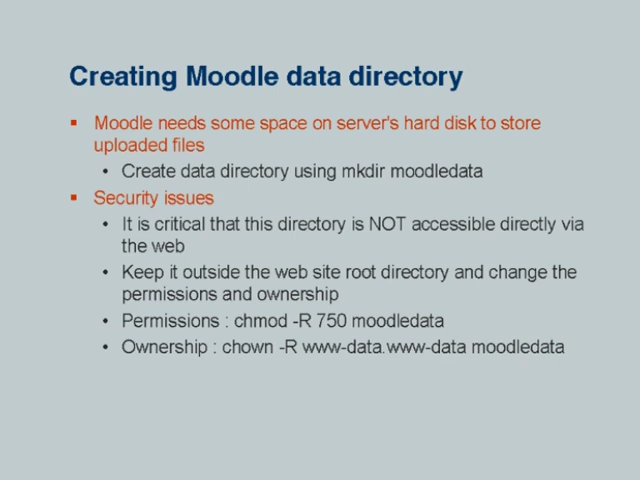 Creating Moodle data directory
▪ Moodle needs some space on server's hard disk to store
uploaded files
• Create data directory using mkdir moodledata
▪ Security issues
• It is critical that this directory is NOT accessible directly via
the web
• Keep it outside the web site root directory and change the
permissions and ownership
• Permissions : chmod -R 750 moodledata
• Ownership : chown -R www-data.www-data moodledata